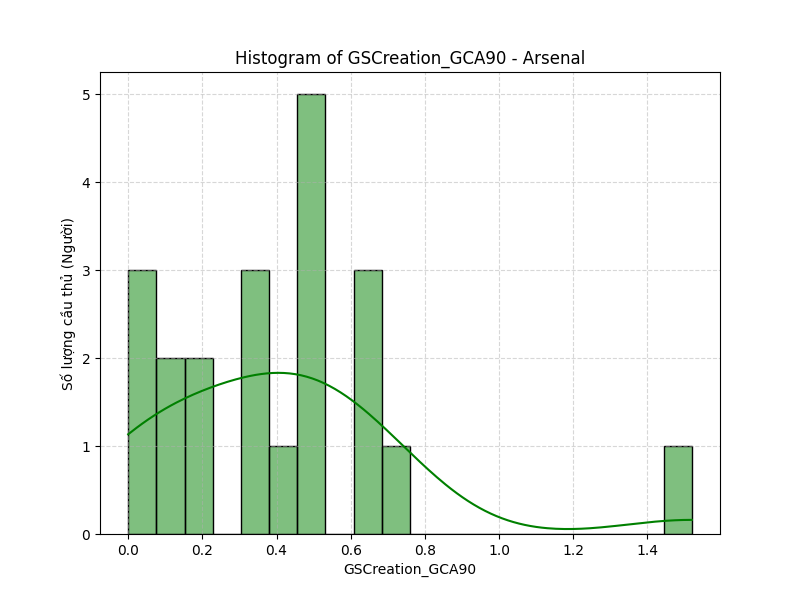 Histogram of GSCreation_GCA90 - Arsenal
Số lượng cầu thủ (Người)
5
4
3
2
1
0
0.0 0.2 0.4 0.6 0.8 1.0 1.2 1.4
GSCreation_GCA90